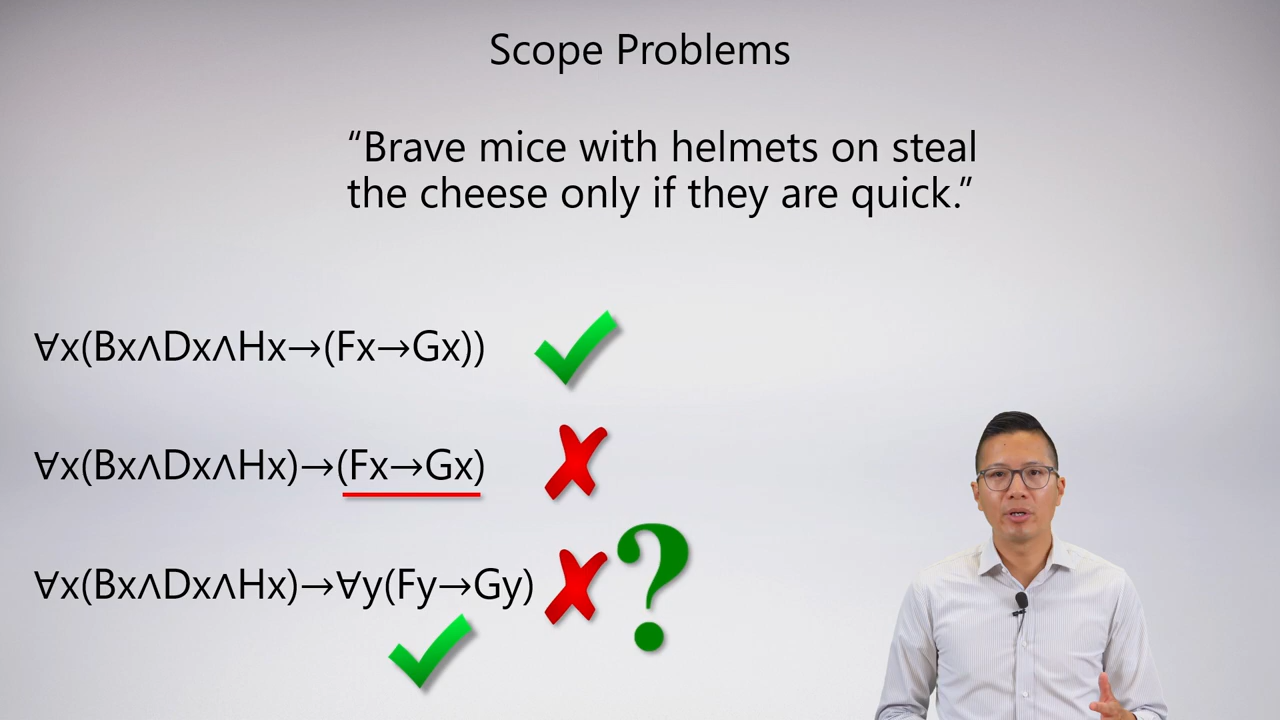 Scope Problems
“Brave mice with helmets on steal
the cheese only if they are quick.”
∀x(Bx∧Dx∧Hx→(Fx→Gx))
∀x(Bx∧Dx∧Hx)→(Fx→Gx)
∀x(Bx∧Dx∧Hx)→∀y(Fy→Gy)
?